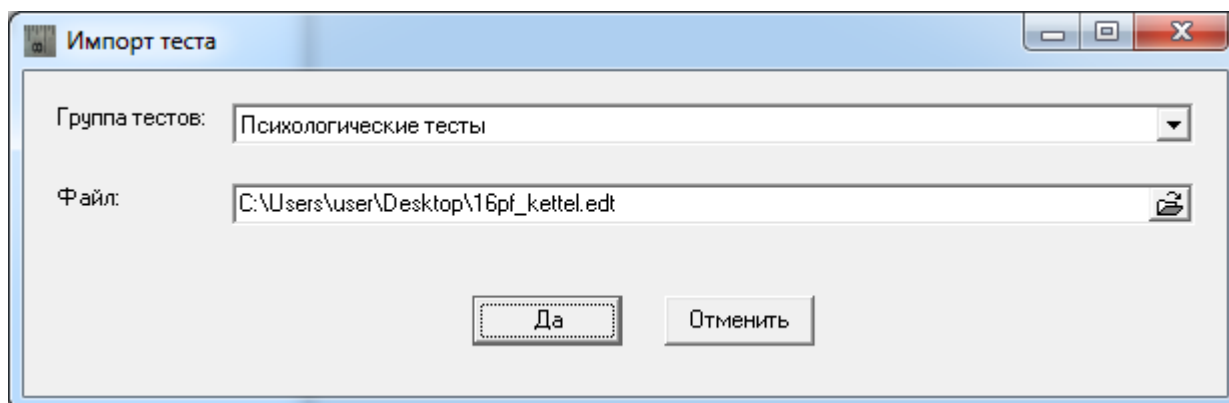 Импорт теста
Группа тестов: Психологические тесты
Файл: C:\Users\user\Desktop\16pf_kettel.edt
Да Отменить